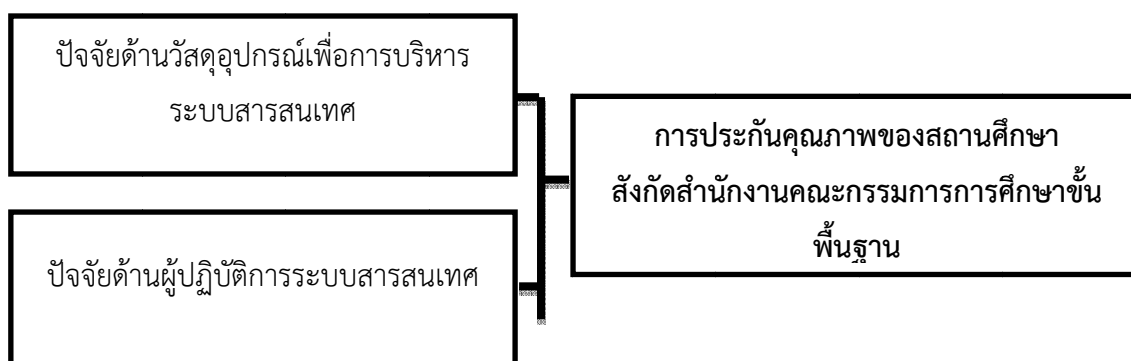 ปัจจัยด้านวัสดุอุปกรณ์เพื่อการบริหาร
ระบบสารสนเทศ
การประกันคุณภาพของสถานศึกษา
สังกัดสำนักงานคณะกรรมการการศึกษาขั้น
พื้นฐาน
ปัจจัยด้านผู้ปฏิบัติการระบบสารสนเทศ